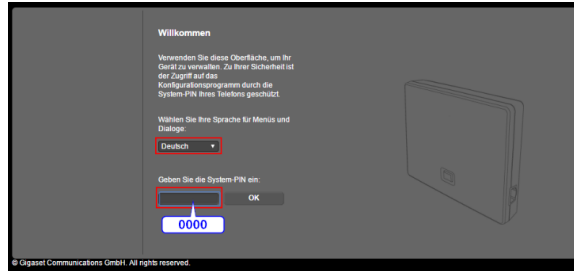 Willkommen
Verwenden Sie diese Oberfläche, um Ihr
Gerät zu verwalten. Zu Ihrer Sicherheit ist
der Zugriff auf das
Konfigurationsprogramm durch die
System-PIN Ihres Telefons geschützt.
Wählen Sie Ihre Sprache für Menüs und
Dialoge:
Deutsch
Geben Sie die System-PIN ein:
OK
0000
© Gigaset Communications GmbH. All rights reserved.